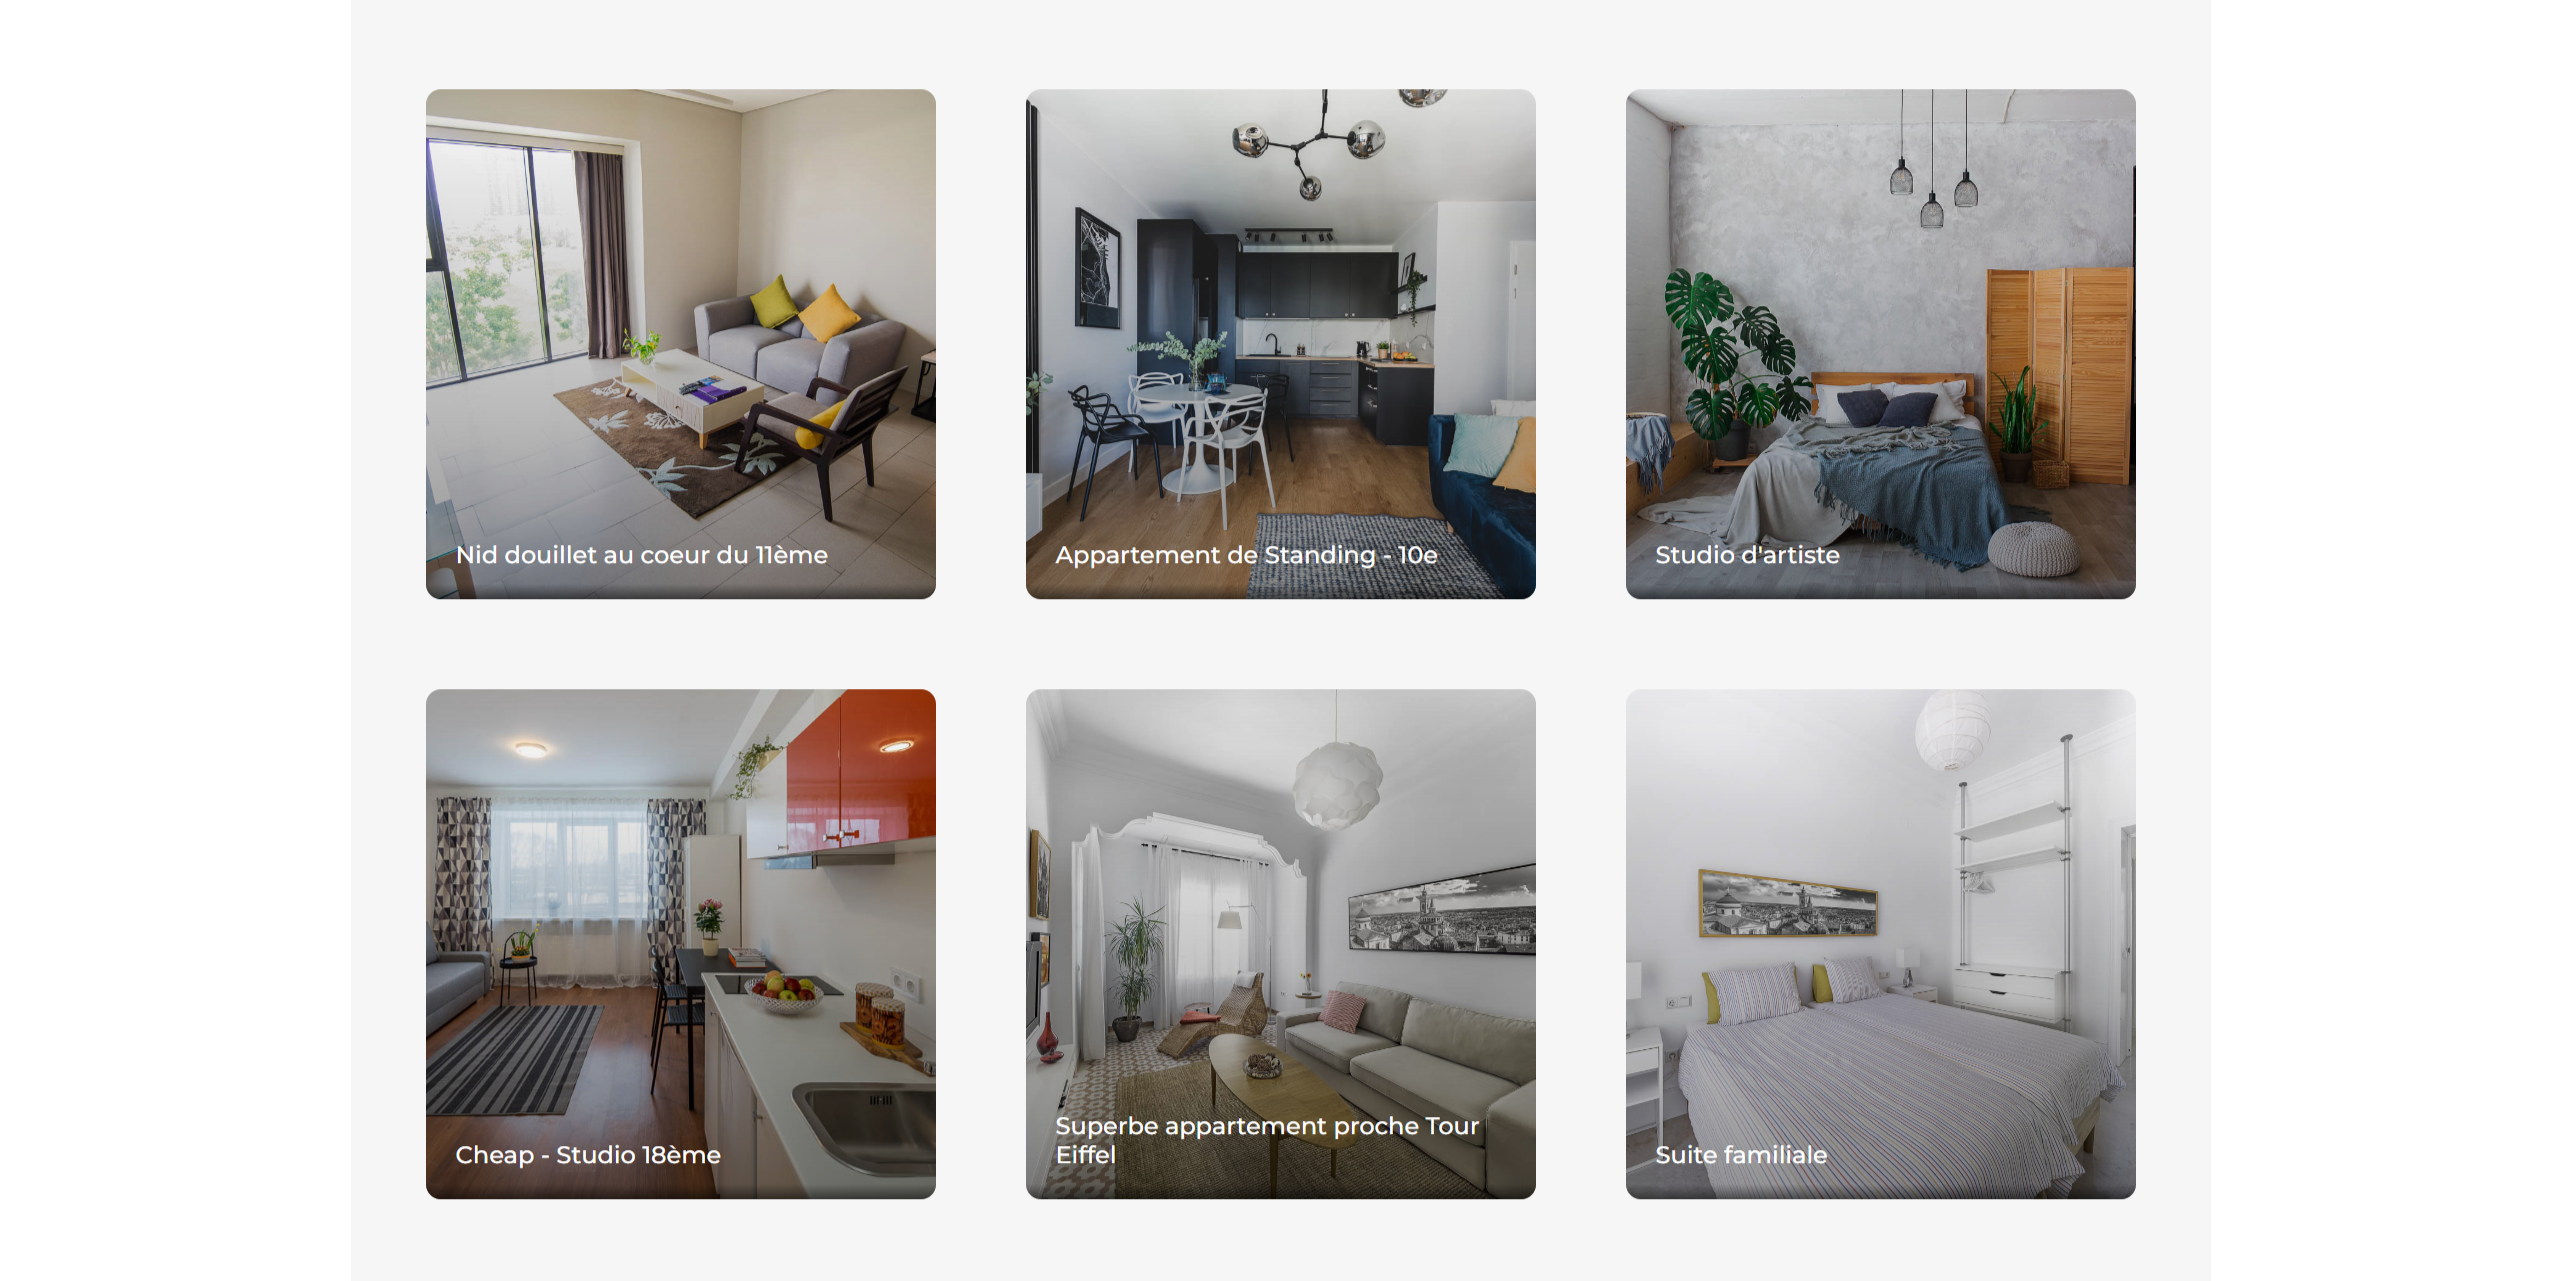 Nid douillet au coeur du 11ème
Appartement de Standing - 10e
Studio d'artiste
Cheap - Studio 18ème
Superbe appartement proche Tour
Eiffel
Suite familiale